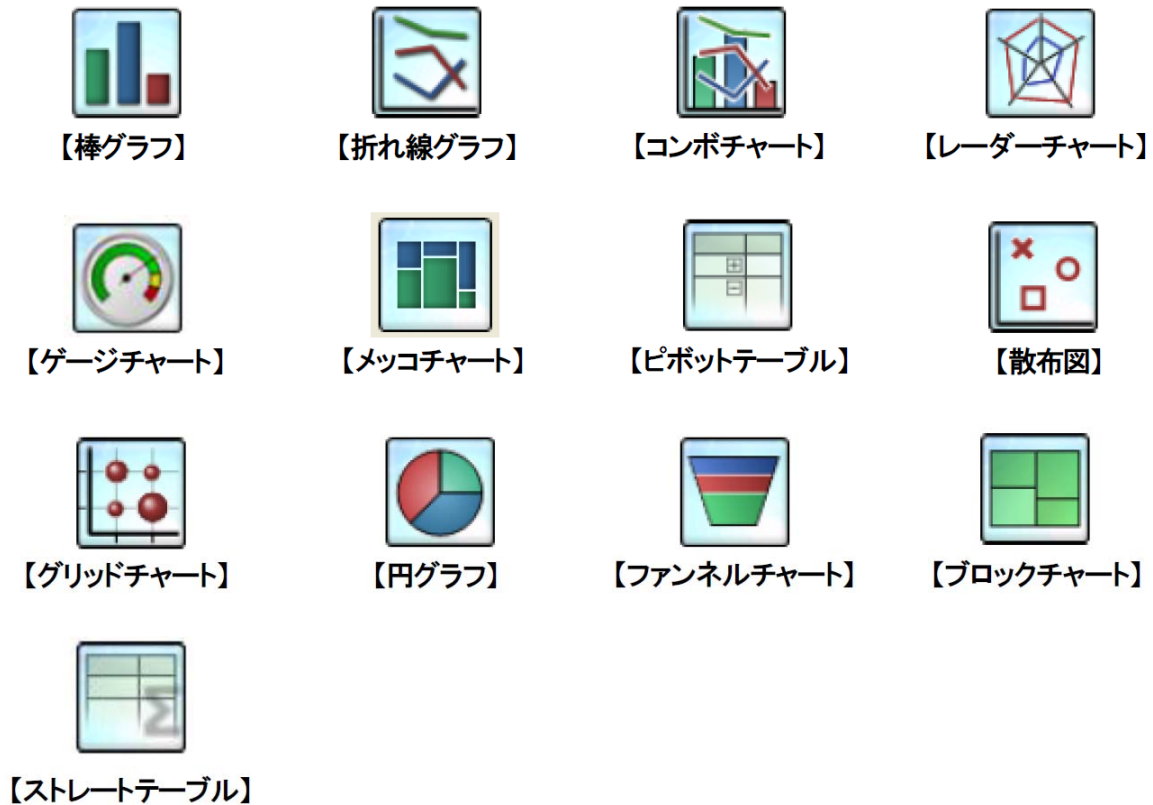 【棒グラフ】
【折れ線グラフ】
【コンボチャート】
【レーダーチャート】
【ゲージチャート】
【メッコチャート】
【ピボットテーブル】
【散布図】
【グリッドチャート】
【円グラフ】
【ファンネルチャート】
【ブロックチャート】
【ストレートテーブル】